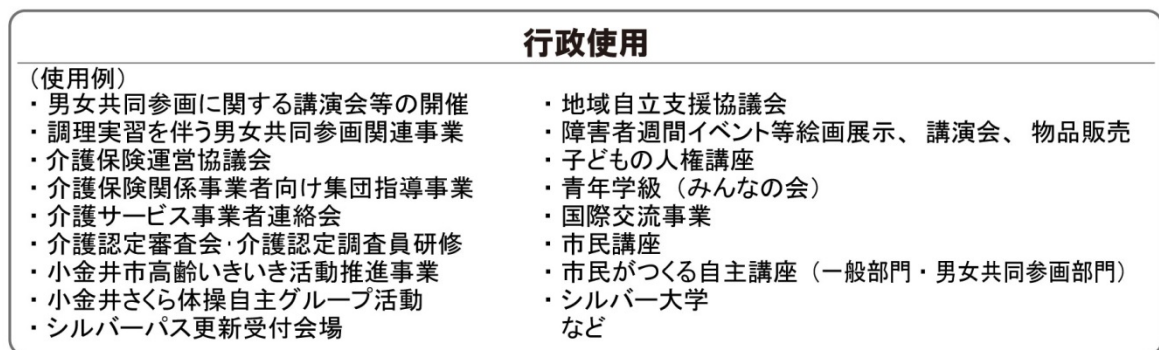 行政使用
（使用例）
・男女共同参画に関する講演会等の開催
・調理実習を伴う男女共同参画関連事業
・介護保険運営協議会
・介護保険関係事業者向け集団指導事業
・介護サービス事業者連絡会
・介護認定審査会・介護認定調査員研修
・小金井市高齢いきいき活動推進事業
・小金井さくら体操自主グループ活動
・シルバーパス更新受付会場
・地域自立支援協議会
・障害者週間イベント等絵画展示、講演会、物品販売
・子どもの人権講座
・青年学級（みんなの会）
・国際交流事業
・市民講座
・市民がつくる自主講座（一般部門・男女共同参画部門）
・シルバー大学
など